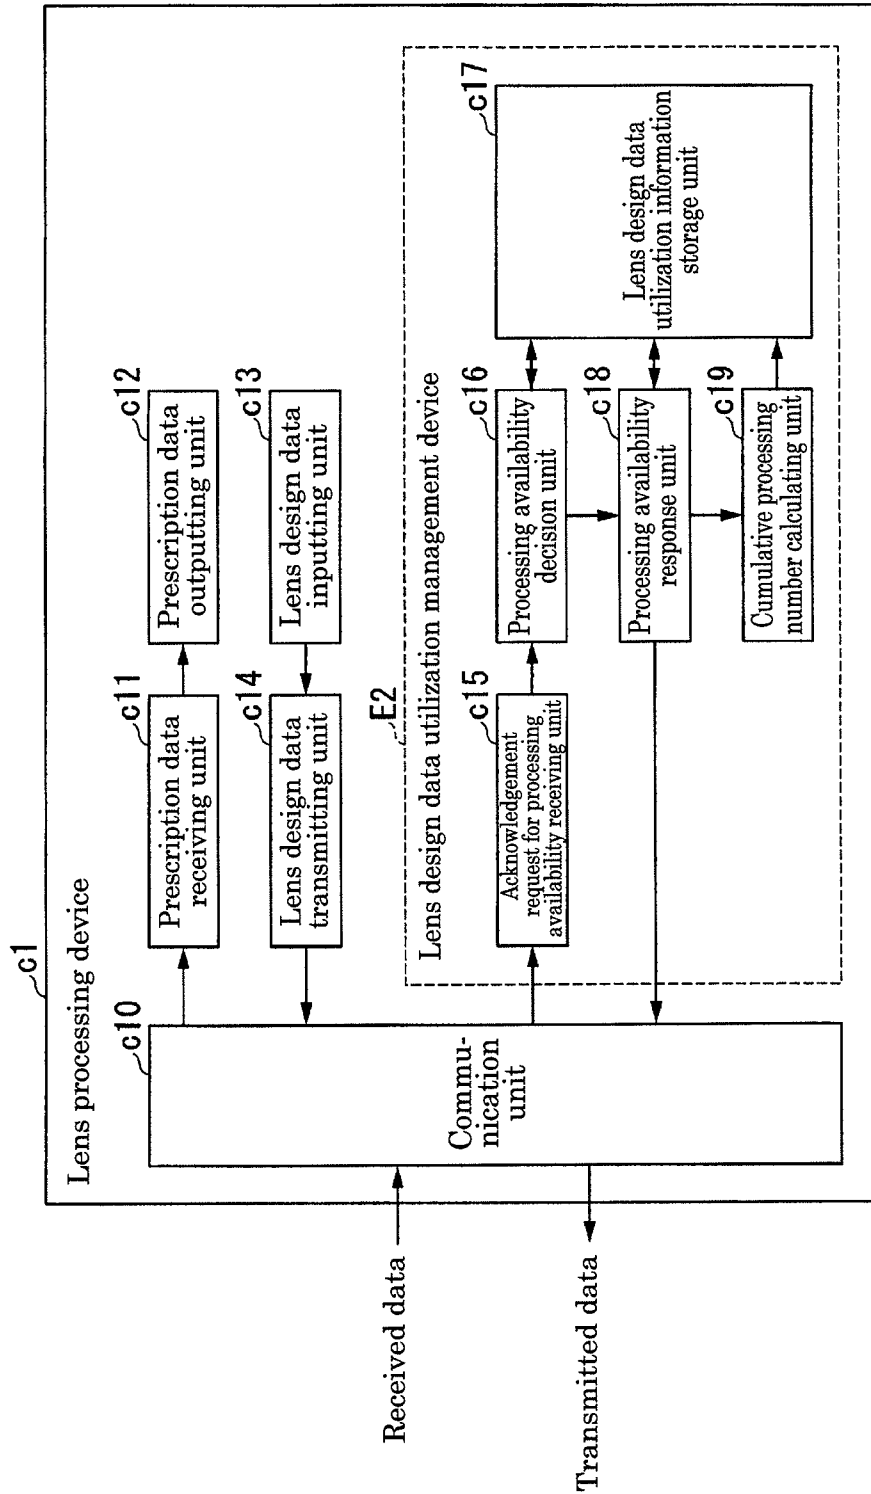 c1
Lens processing device
c10
Commu-
nication
unit
Received data
Transmitted data
c11
Prescription data
receiving unit
c12
Prescription data
outputting unit
c14
Lens design data
transmitting unit
c13
Lens design data
inputting unit
E2
Lens design data utilization management device
c15
Acknowledgement
request for processing
availability receiving unit
c16
Processing availability
decision unit
c17
Lens design data
utilization information
storage unit
c18
Processing availability
response unit
c19
Cumulative processing
number calculating unit